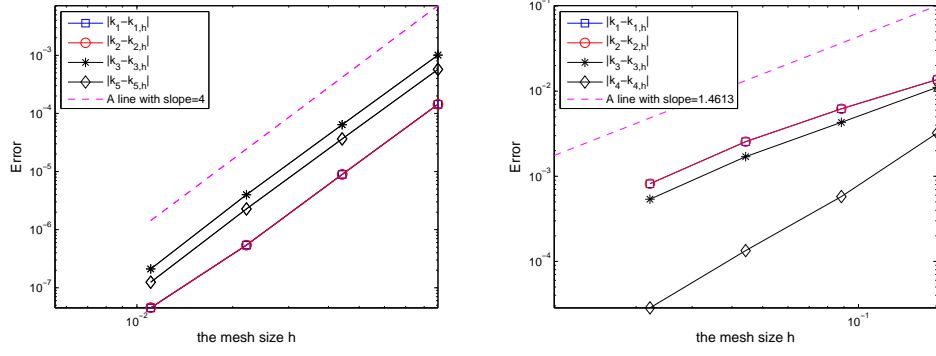 |k1−k1,h|
|k2−k2,h|
|k3−k3,h|
|k5−k5,h|
A line with slope=4
10^−3
10^−4
10^−5
10^−6
10^−7
Error
10^−2
the mesh size h
|k1−k1,h|
|k2−k2,h|
|k3−k3,h|
|k4−k4,h|
A line with slope=1.4613
10^−1
10^−2
10^−3
10^−4
Error
10^−1
the mesh size h